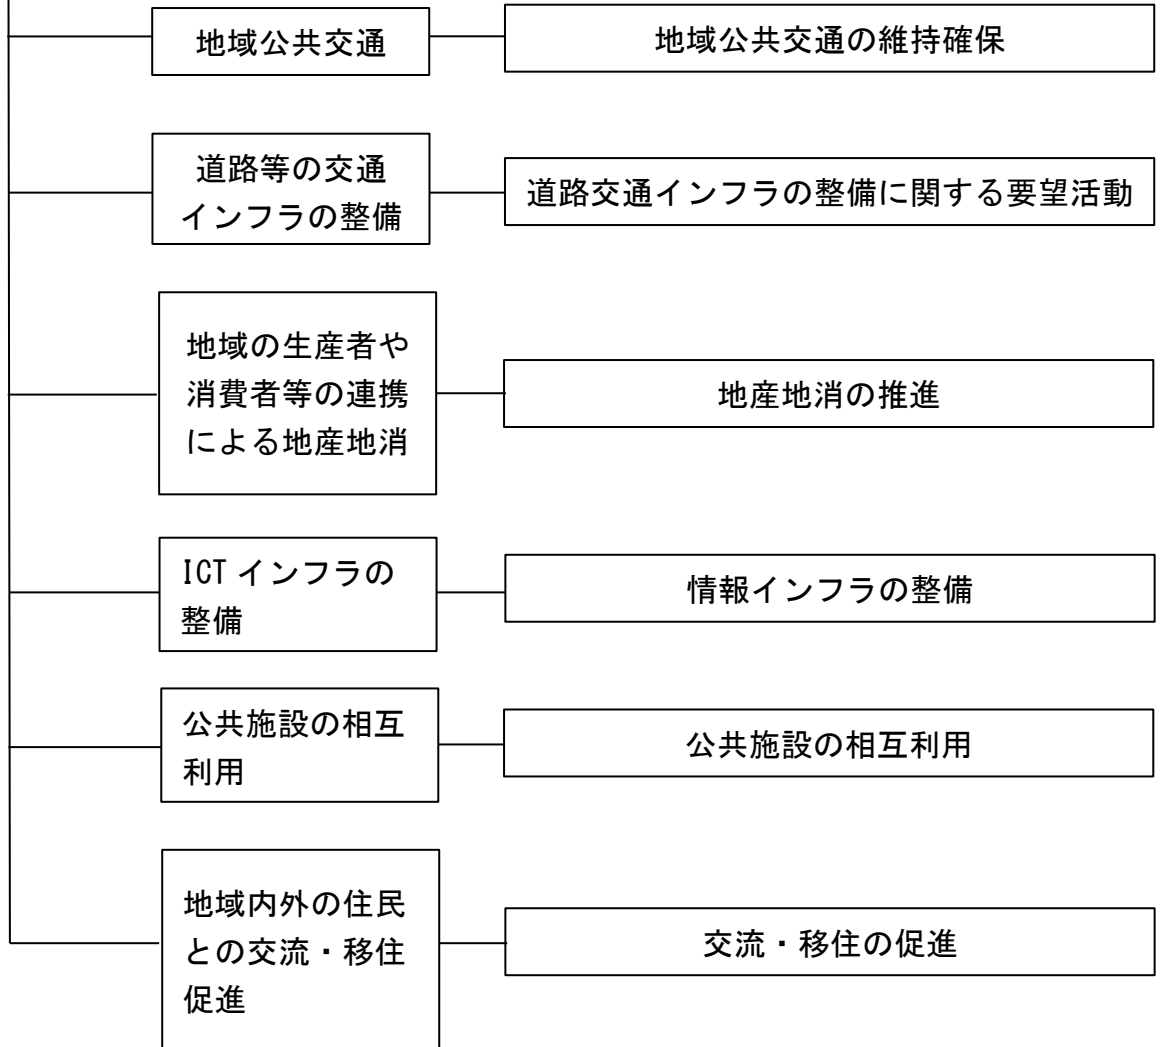 地域公共交通
地域公共交通の維持確保
道路等の交通
インフラの整備
道路交通インフラの整備に関する要望活動
地域の生産者や
消費者等の連携
による地産地消
地産地消の推進
ICT インフラの
整備
情報インフラの整備
公共施設の相互
利用
公共施設の相互利用
地域内外の住民
との交流・移住
促進
交流・移住の促進